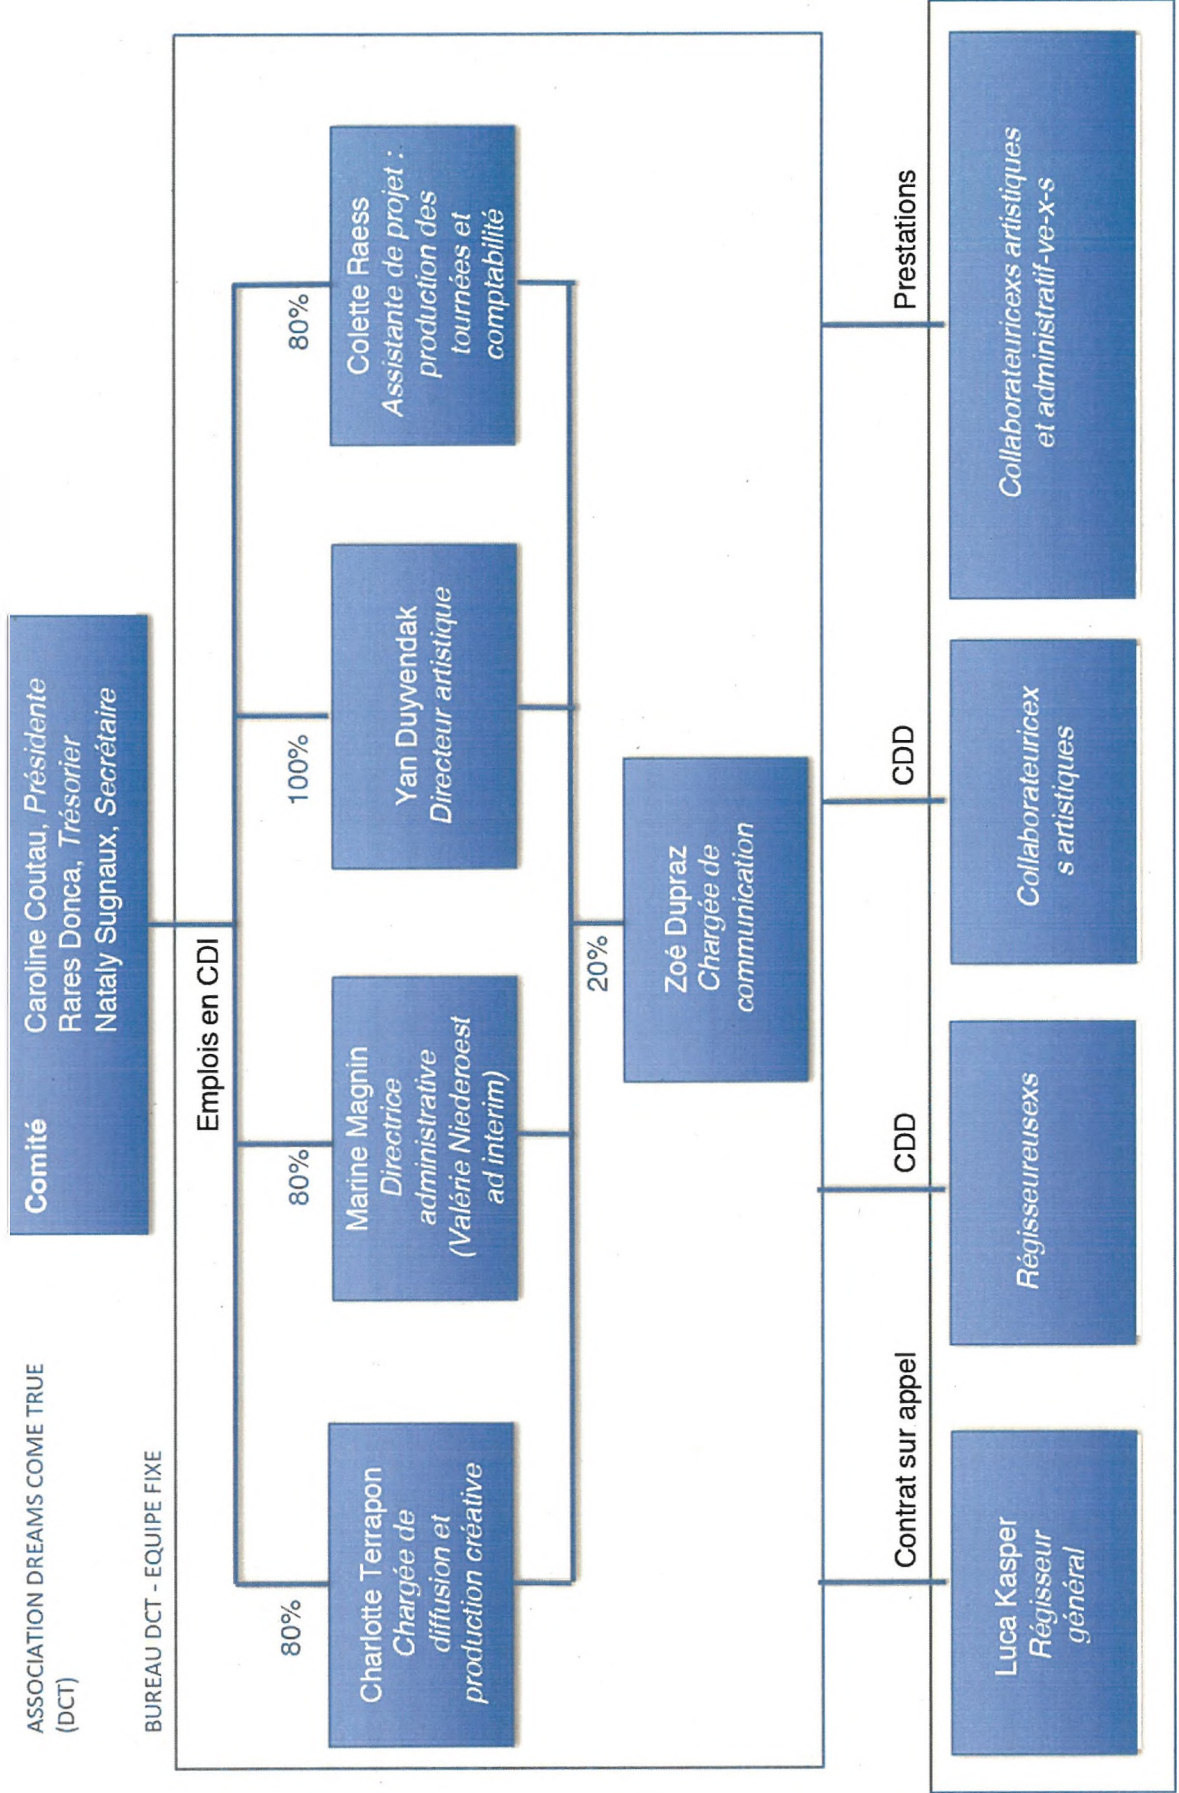 ASSOCIATION DREAMS COME TRUE
(DCT)
Comité
Caroline Coutau, Présidente
Rares Donca, Trésorier
Nataly Sugnaux, Secrétaire
BUREAU DCT - EQUIPE FIXE
Emplois en CDI
80%
80%
100%
80%
Charlotte Terrapon
Chargée de
diffusion et
production créative
Marine Magnin
Directrice
administrative
(Valérie Niederoest
ad interim)
Yan Duyvendak
Directeur artistique
Colette Raess
Assistante de projet :
production des
tournées et
comptabilité
20%
Zoé Dupraz
Chargée de
communication
Contrat sur appel
CDD
CDD
Prestations
Luca Kasper
Régisseur
général
Régisseureusexs
Collaborateuricex
s artistiques
Collaborateuricexs artistiques
et administratif-ve-x-s